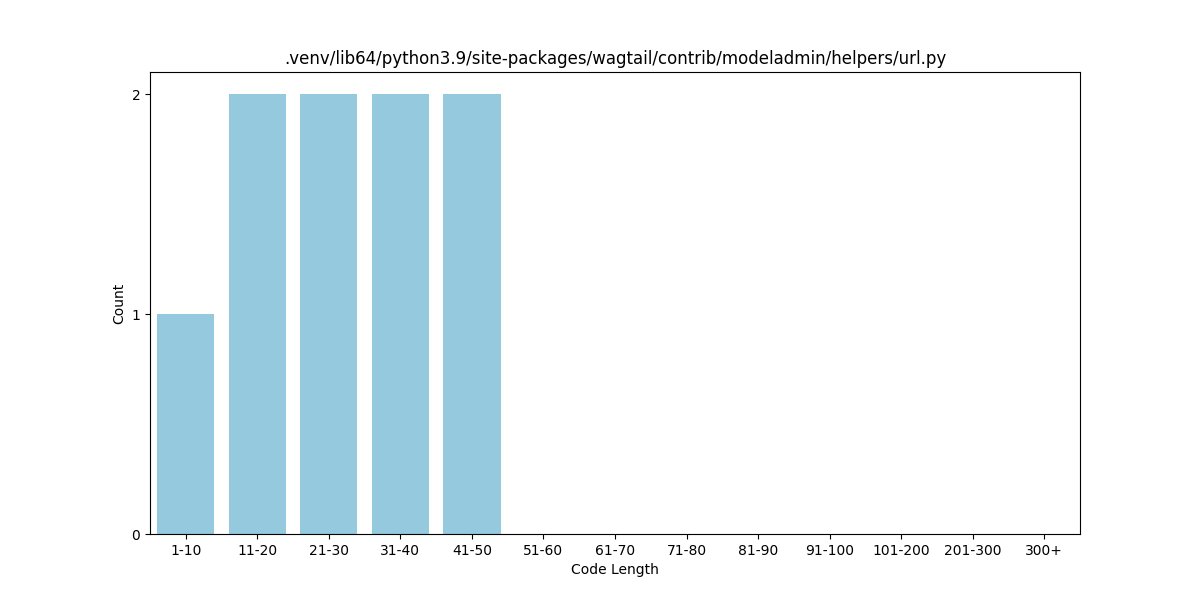 .venv/lib64/python3.9/site-packages/wagtail/contrib/modeladmin/helpers/url.py
2
1
0
Count
1-10 11-20 21-30 31-40 41-50 51-60 61-70 71-80 81-90 91-100 101-200 201-300 300+
Code Length